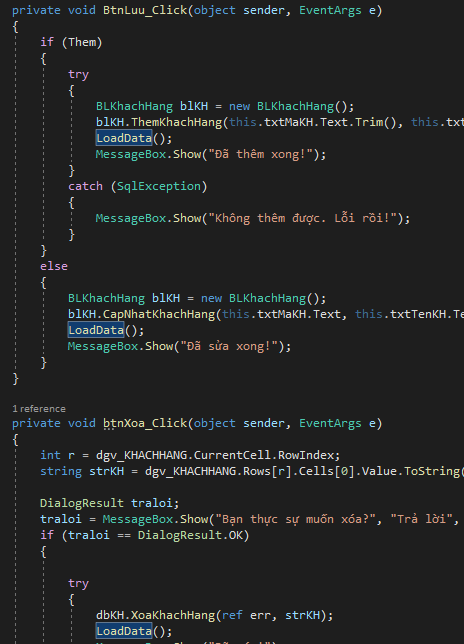 private void BtnLuu_Click(object sender, EventArgs e)
{
if (Them)
{
try
{
BLKhachHang blKH = new BLKhachHang();
blKH.ThemKhachHang(this.txtMaKH.Text.Trim(), this.txt
LoadData();
MessageBox.Show("Đã thêm xong!");
}
catch (SqlException)
{
MessageBox.Show("Không thêm được. Lỗi rồi!");
}
}
else
{
BLKhachHang blKH = new BLKhachHang();
blKH.CapNhatKhachHang(this.txtMaKH.Text, this.txtTenKH.Te
LoadData();
MessageBox.Show("Đã sửa xong!");
}
}
1 reference
private void btnXoa_Click(object sender, EventArgs e)
{
int r = dgv_KHACHHANG.CurrentCell.RowIndex;
string strKH = dgv_KHACHHANG.Rows[r].Cells[0].Value.ToString(
DialogResult traloi;
traloi = MessageBox.Show("Bạn thực sự muốn xóa?", "Trả lời",
if (traloi == DialogResult.OK)
{
try
{
dbKH.XoaKhachHang(ref err, strKH);
LoadData();